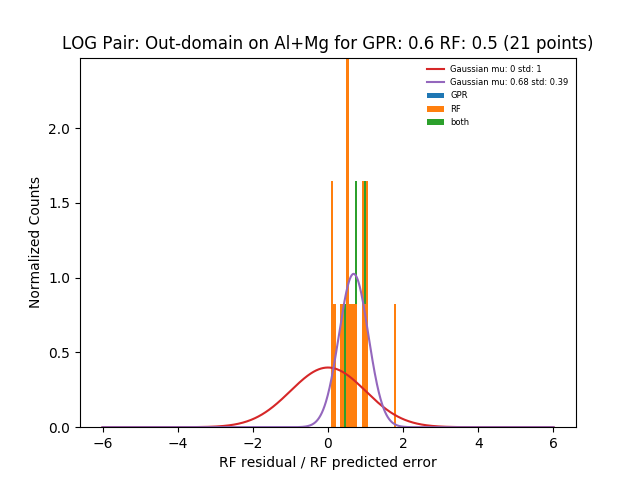 LOG Pair: Out-domain on Al+Mg for GPR: 0.6 RF: 0.5 (21 points)
Gaussian mu: 0 std: 1
Gaussian mu: 0.68 std: 0.39
GPR
RF
both
Normalized Counts
2.0
1.5
1.0
0.5
0.0
−6
−4
−2
0
2
4
6
RF residual / RF predicted error